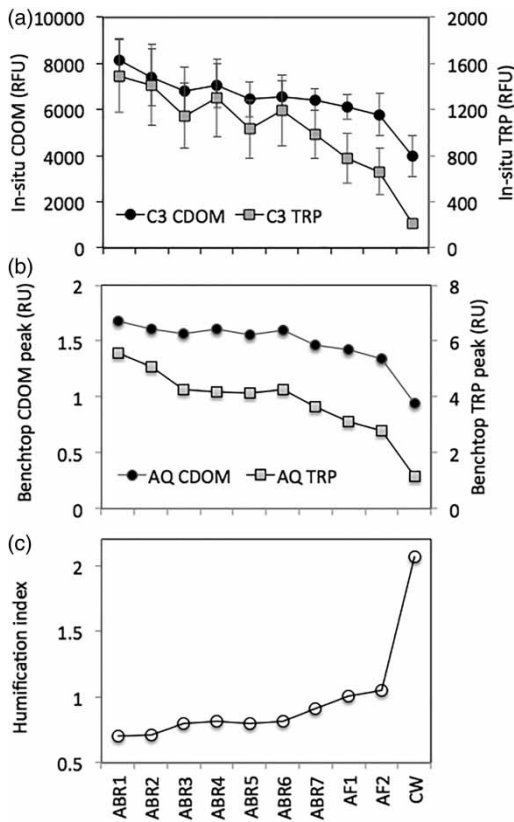 (a)
10000
8000
6000
4000
2000
0
In-situ CDOM (RFU)
C3 CDOM
C3 TRP
2000
1600
1200
800
400
0
In-situ TRP (RFU)
(b)
2
1.5
1
0.5
0
Benchtop CDOM peak (RU)
AQ CDOM
AQ TRP
8
6
4
2
0
Benchtop TRP peak (RU)
(c)
2
1.5
1
0.5
Humification index
ABR1
ABR2
ABR3
ABR4
ABR5
ABR6
ABR7
AF1
AF2
CW